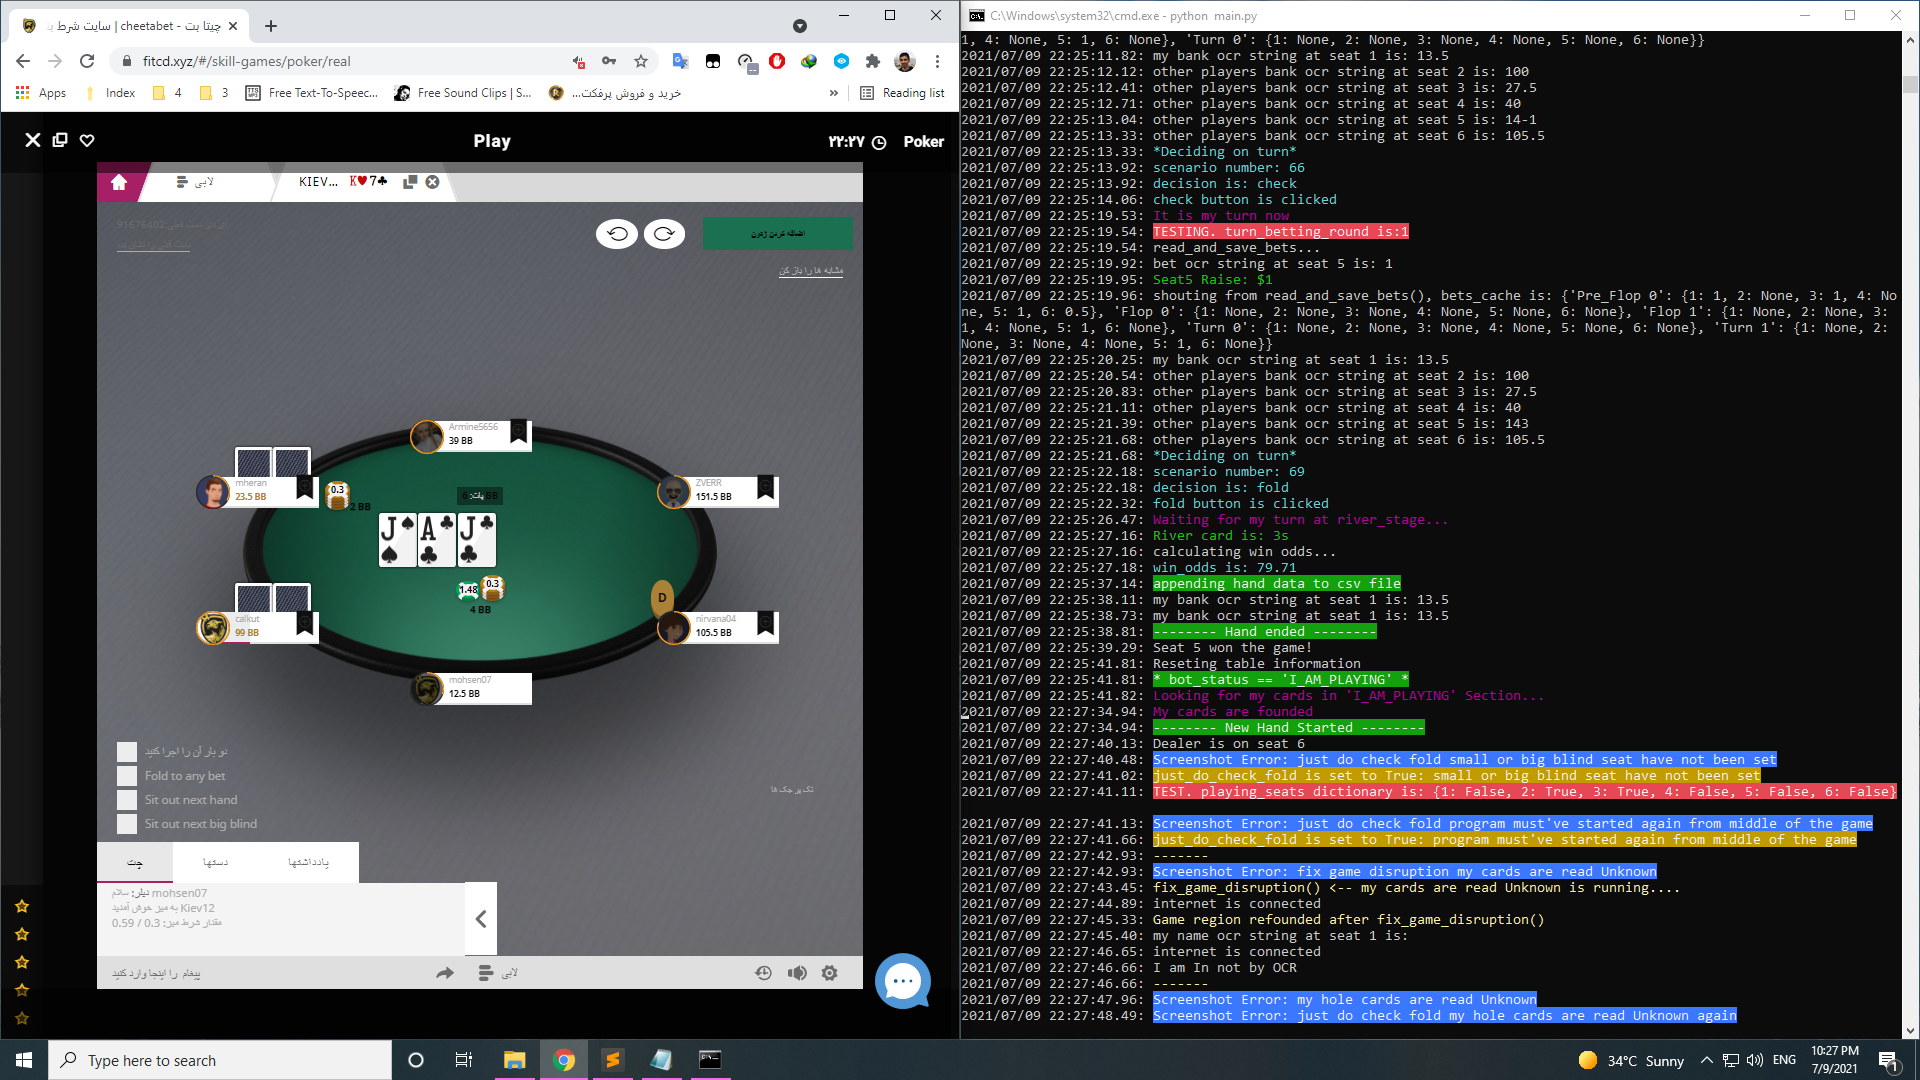 چیتا بت - cheetabet | سایت شرط
fitcd.xyz/#/skill-games/poker/real
Apps
Index
4
3
Free Text-To-Speec...
Free Sound Clips | S...
خرید و فروش پرفکت...
»
Reading list
Play
۲۲:۲۷
Poker
لابی
KIEV... K♥7♣
91676402
اضافه کردن ژتون
مشابه ها را باز کن
Armine5656
39 BB
mheran
23.5 BB
0.3
2 BB
ZVERR
151.5 BB
پات: 6 BB
J A J
1.48 0.3
4 BB
D
calkut
99 BB
nirvana04
105.5 BB
mohsen07
12.5 BB
دو بار آن را اجرا کنید
Fold to any bet
Sit out next hand
Sit out next big blind
تک پر جک ها
چت
دستها
یادداشتها
دیلر: سلام mohsen07
به میز خوش آمدید Kiev12
مقدار شرط میز: 0.3 / 0.59
پیغام را اینجا وارد کنید
لابی
C:\Windows\system32\cmd.exe - python main.py
1, 4: None, 5: 1, 6: None}, 'Turn 0': {1: None, 2: None, 3: None, 4: None, 5: None, 6: None}}
2021/07/09 22:25:11.82: my bank ocr string at seat 1 is: 13.5
2021/07/09 22:25:12.12: other players bank ocr string at seat 2 is: 100
2021/07/09 22:25:12.41: other players bank ocr string at seat 3 is: 27.5
2021/07/09 22:25:12.71: other players bank ocr string at seat 4 is: 40
2021/07/09 22:25:13.04: other players bank ocr string at seat 5 is: 14-1
2021/07/09 22:25:13.33: other players bank ocr string at seat 6 is: 105.5
2021/07/09 22:25:13.33: *Deciding on turn*
2021/07/09 22:25:13.92: scenario number: 66
2021/07/09 22:25:13.92: decision is: check
2021/07/09 22:25:14.06: check button is clicked
2021/07/09 22:25:19.53: It is my turn now
2021/07/09 22:25:19.54: TESTING. turn_betting_round is:1
2021/07/09 22:25:19.54: read_and_save_bets...
2021/07/09 22:25:19.92: bet ocr string at seat 5 is: 1
2021/07/09 22:25:19.95: Seat5 Raise: $1
2021/07/09 22:25:19.96: shouting from read_and_save_bets(), bets_cache is: {'Pre_Flop 0': {1: 1, 2: None, 3: 1, 4: No
ne, 5: 1, 6: 0.5}, 'Flop 0': {1: None, 2: None, 3: None, 4: None, 5: None, 6: None}, 'Flop 1': {1: None, 2: None, 3:
1, 4: None, 5: 1, 6: None}, 'Turn 0': {1: None, 2: None, 3: None, 4: None, 5: None, 6: None}, 'Turn 1': {1: None, 2:
None, 3: None, 4: None, 5: 1, 6: None}}
2021/07/09 22:25:20.25: my bank ocr string at seat 1 is: 13.5
2021/07/09 22:25:20.54: other players bank ocr string at seat 2 is: 100
2021/07/09 22:25:20.83: other players bank ocr string at seat 3 is: 27.5
2021/07/09 22:25:21.11: other players bank ocr string at seat 4 is: 40
2021/07/09 22:25:21.39: other players bank ocr string at seat 5 is: 143
2021/07/09 22:25:21.68: other players bank ocr string at seat 6 is: 105.5
2021/07/09 22:25:21.68: *Deciding on turn*
2021/07/09 22:25:22.18: scenario number: 69
2021/07/09 22:25:22.18: decision is: fold
2021/07/09 22:25:22.32: fold button is clicked
2021/07/09 22:25:26.47: Waiting for my turn at river_stage...
2021/07/09 22:25:27.16: River card is: 3s
2021/07/09 22:25:27.16: calculating win odds...
2021/07/09 22:25:27.18: win_odds is: 79.71
2021/07/09 22:25:37.14: appending hand data to csv file
2021/07/09 22:25:38.11: my bank ocr string at seat 1 is: 13.5
2021/07/09 22:25:38.73: my bank ocr string at seat 1 is: 13.5
2021/07/09 22:25:38.81: -------- Hand ended --------
2021/07/09 22:25:39.29: Seat 5 won the game!
2021/07/09 22:25:41.81: Reseting table information
2021/07/09 22:25:41.81: * bot_status == 'I_AM_PLAYING' *
2021/07/09 22:25:41.82: Looking for my cards in 'I_AM_PLAYING' Section...
2021/07/09 22:27:34.94: My cards are founded
2021/07/09 22:27:34.94: -------- New Hand Started --------
2021/07/09 22:27:40.13: Dealer is on seat 6
2021/07/09 22:27:40.48: Screenshot Error: just do check fold small or big blind seat have not been set
2021/07/09 22:27:41.02: just_do_check_fold is set to True: small or big blind seat have not been set
2021/07/09 22:27:41.11: TEST. playing_seats dictionary is: {1: False, 2: True, 3: True, 4: False, 5: False, 6: False}
2021/07/09 22:27:41.13: Screenshot Error: just do check fold program must've started again from middle of the game
2021/07/09 22:27:41.66: just_do_check_fold is set to True: program must've started again from middle of the game
2021/07/09 22:27:42.93: -------
2021/07/09 22:27:42.93: Screenshot Error: fix game disruption my cards are read Unknown
2021/07/09 22:27:43.45: fix_game_disruption() <-- my cards are read Unknown is running....
2021/07/09 22:27:44.89: internet is connected
2021/07/09 22:27:45.33: Game region refounded after fix_game_disruption()
2021/07/09 22:27:45.40: my name ocr string at seat 1 is:
2021/07/09 22:27:46.65: internet is connected
2021/07/09 22:27:46.66: I am In not by OCR
2021/07/09 22:27:46.66: -------
2021/07/09 22:27:47.96: Screenshot Error: my hole cards are read Unknown
2021/07/09 22:27:48.49: Screenshot Error: just do check fold my hole cards are read Unknown again
Type here to search
34°C Sunny
ENG
10:27 PM
7/9/2021
1